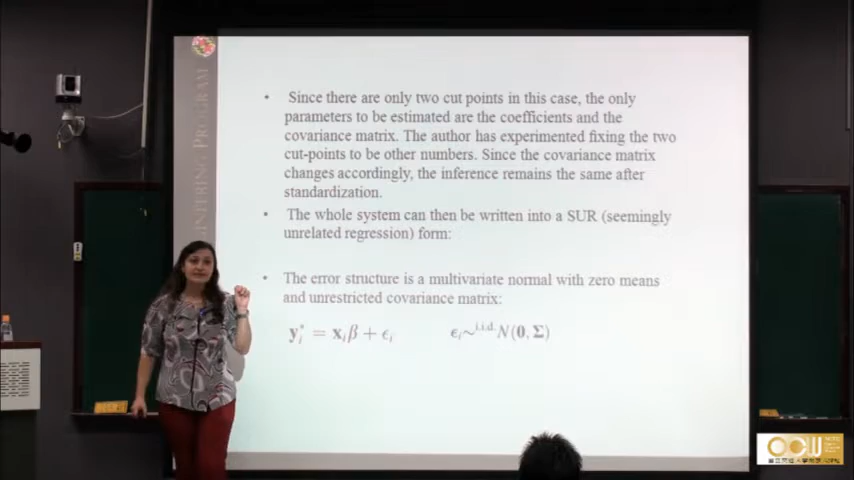 • Since there are only two cut points in this case, the only
parameters to be estimated are the coefficients and the
covariance matrix. The author has experimented fixing the two
cut-points to be other numbers. Since the covariance matrix
changes accordingly, the inference remains the same after
standardization.
• The whole system can then be written into a SUR (seemingly
unrelated regression) form:
• The error structure is a multivariate normal with zero means
and unrestricted covariance matrix:
y*ᵢ = xᵢβ + ϵᵢ ϵᵢ ~i.i.d. N(0, Σ)
PROGRAM
OCW